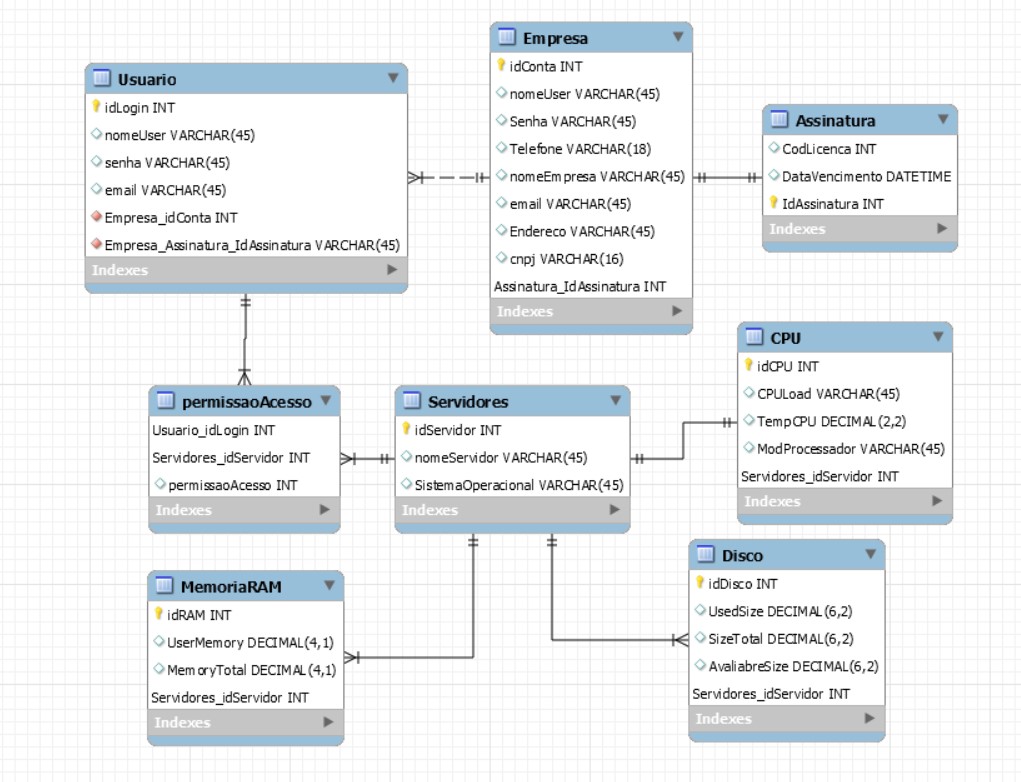 Usuario
idLogin INT
nomeUser VARCHAR(45)
senha VARCHAR(45)
email VARCHAR(45)
Empresa_idConta INT
Empresa_Assinatura_IdAssinatura VARCHAR(45)
Indexes
Empresa
idConta INT
nomeUser VARCHAR(45)
Senha VARCHAR(45)
Telefone VARCHAR(18)
nomeEmpresa VARCHAR(45)
email VARCHAR(45)
Endereco VARCHAR(45)
cnpj VARCHAR(16)
Assinatura_IdAssinatura INT
Indexes
Assinatura
CodLicenca INT
DataVencimento DATETIME
IdAssinatura INT
Indexes
permissaoAcesso
Usuario_idLogin INT
Servidores_idServidor INT
permissaoAcesso INT
Indexes
Servidores
idServidor INT
nomeServidor VARCHAR(45)
SistemaOperacional VARCHAR(45)
Indexes
CPU
idCPU INT
CPULoad VARCHAR(45)
TempCPU DECIMAL(2,2)
ModProcessador VARCHAR(45)
Servidores_idServidor INT
Indexes
MemoriaRAM
idRAM INT
UserMemory DECIMAL(4,1)
MemoryTotal DECIMAL(4,1)
Servidores_idServidor INT
Indexes
Disco
idDisco INT
UsedSize DECIMAL(6,2)
SizeTotal DECIMAL(6,2)
AvaliabreSize DECIMAL(6,2)
Servidores_idServidor INT
Indexes